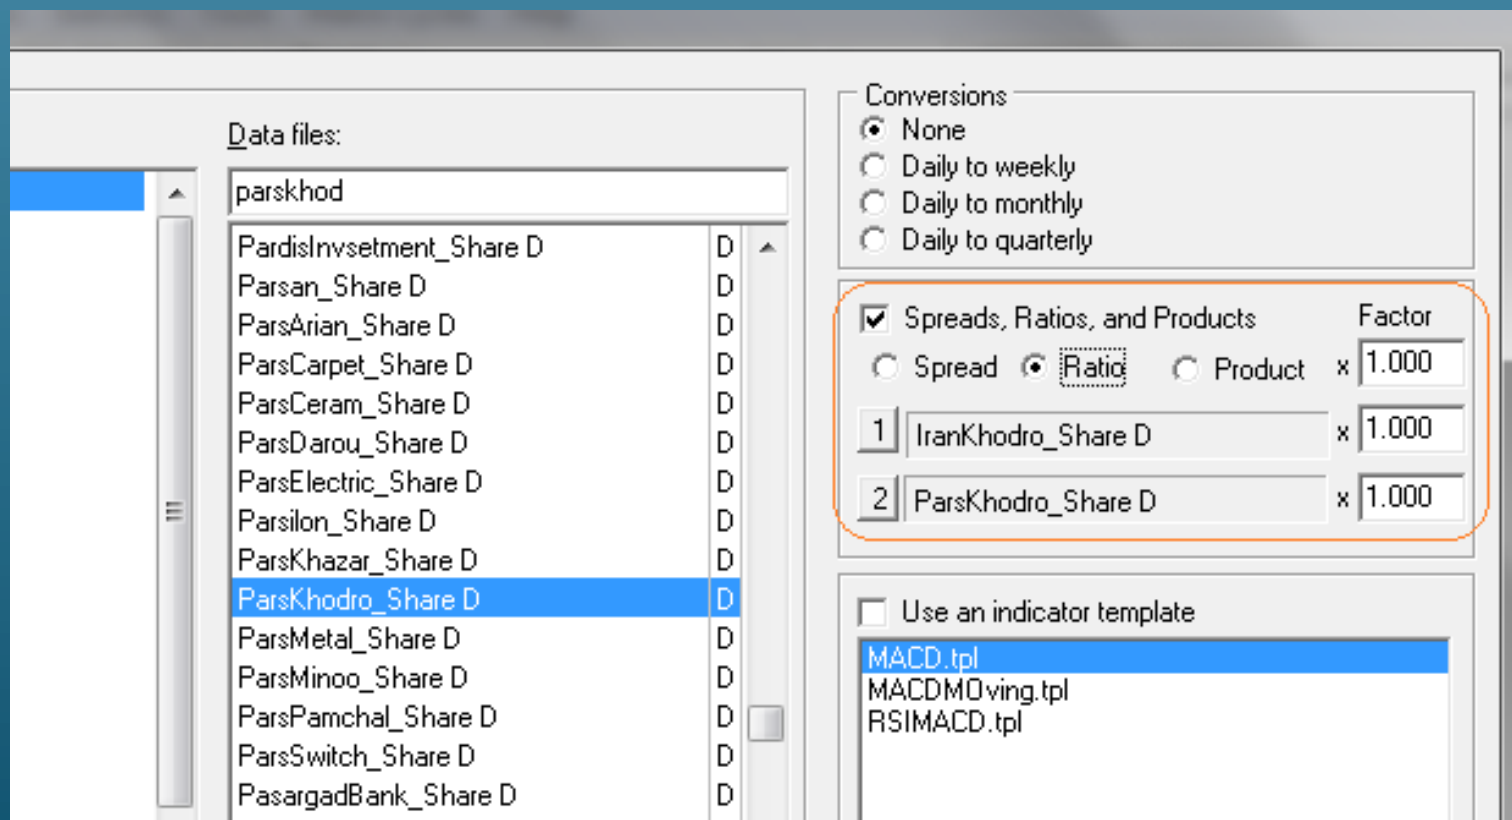 Data files:
parskhod
PardisInvsetment_Share D D
Parsan_Share D D
ParsArian_Share D D
ParsCarpet_Share D D
ParsCeram_Share D D
ParsDarou_Share D D
ParsElectric_Share D D
Parsilon_Share D D
ParsKhazar_Share D D
ParsKhodro_Share D D
ParsMetal_Share D D
ParsMinoo_Share D D
ParsPamchal_Share D D
ParsSwitch_Share D D
PasargadBank_Share D D
Conversions
None
Daily to weekly
Daily to monthly
Daily to quarterly
Spreads, Ratios, and Products Factor
Spread Ratio Product x 1.000
1 IranKhodro_Share D x 1.000
2 ParsKhodro_Share D x 1.000
Use an indicator template
MACD.tpl
MACDMOving.tpl
RSIMACD.tpl